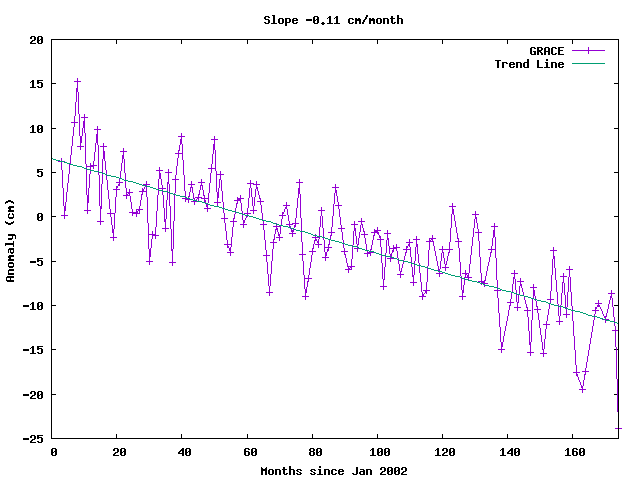 Slope -0.11 cm/month
GRACE
Trend Line
20
15
10
5
0
-5
-10
-15
-20
-25
Anomaly (cm)
0 20 40 60 80 100 120 140 160
Months since Jan 2002